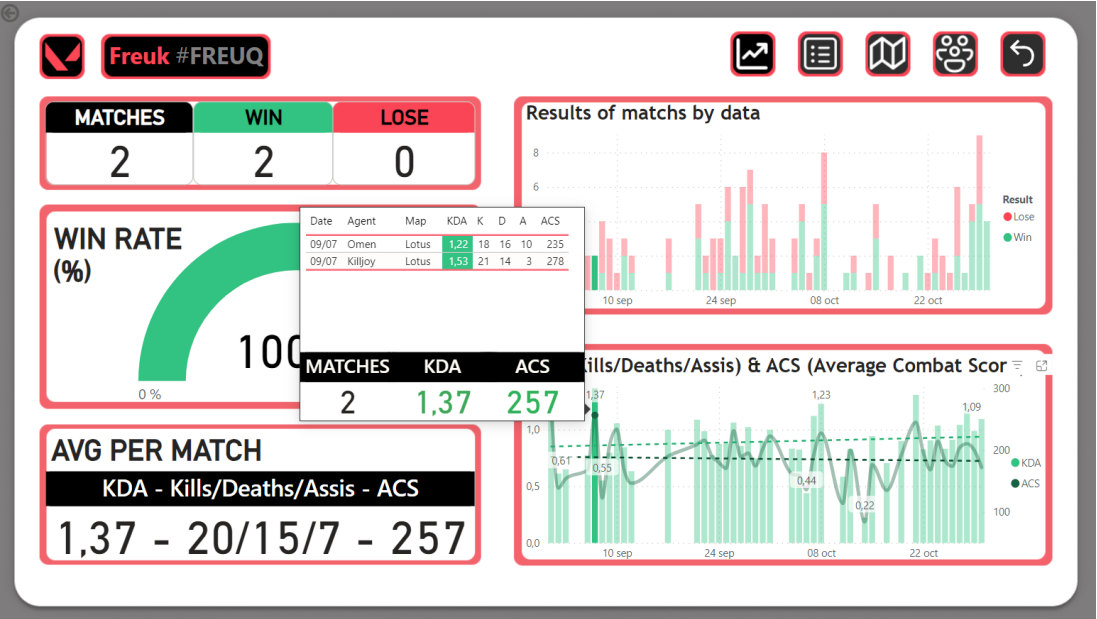 Freuk #FREUQ
MATCHES WIN LOSE
2 2 0
WIN RATE
(%)
100
0 %
Date Agent Map KDA K D A ACS
09/07 Omen Lotus 1,22 18 16 10 235
09/07 Killjoy Lotus 1,53 21 14 3 278
MATCHES KDA ACS
2 1,37 257
AVG PER MATCH
KDA - Kills/Deaths/Assis - ACS
1,37 - 20/15/7 - 257
Results of matchs by data
8
6
10 sep 24 sep 08 oct 22 oct
Result
Lose
Win
ills/Deaths/Assis) & ACS (Average Combat Scor
1,37 1,23 1,09
0,61 0,55 0,44 0,22
1,0
0,5
0,0
300
200
100
10 sep 24 sep 08 oct 22 oct
KDA
ACS